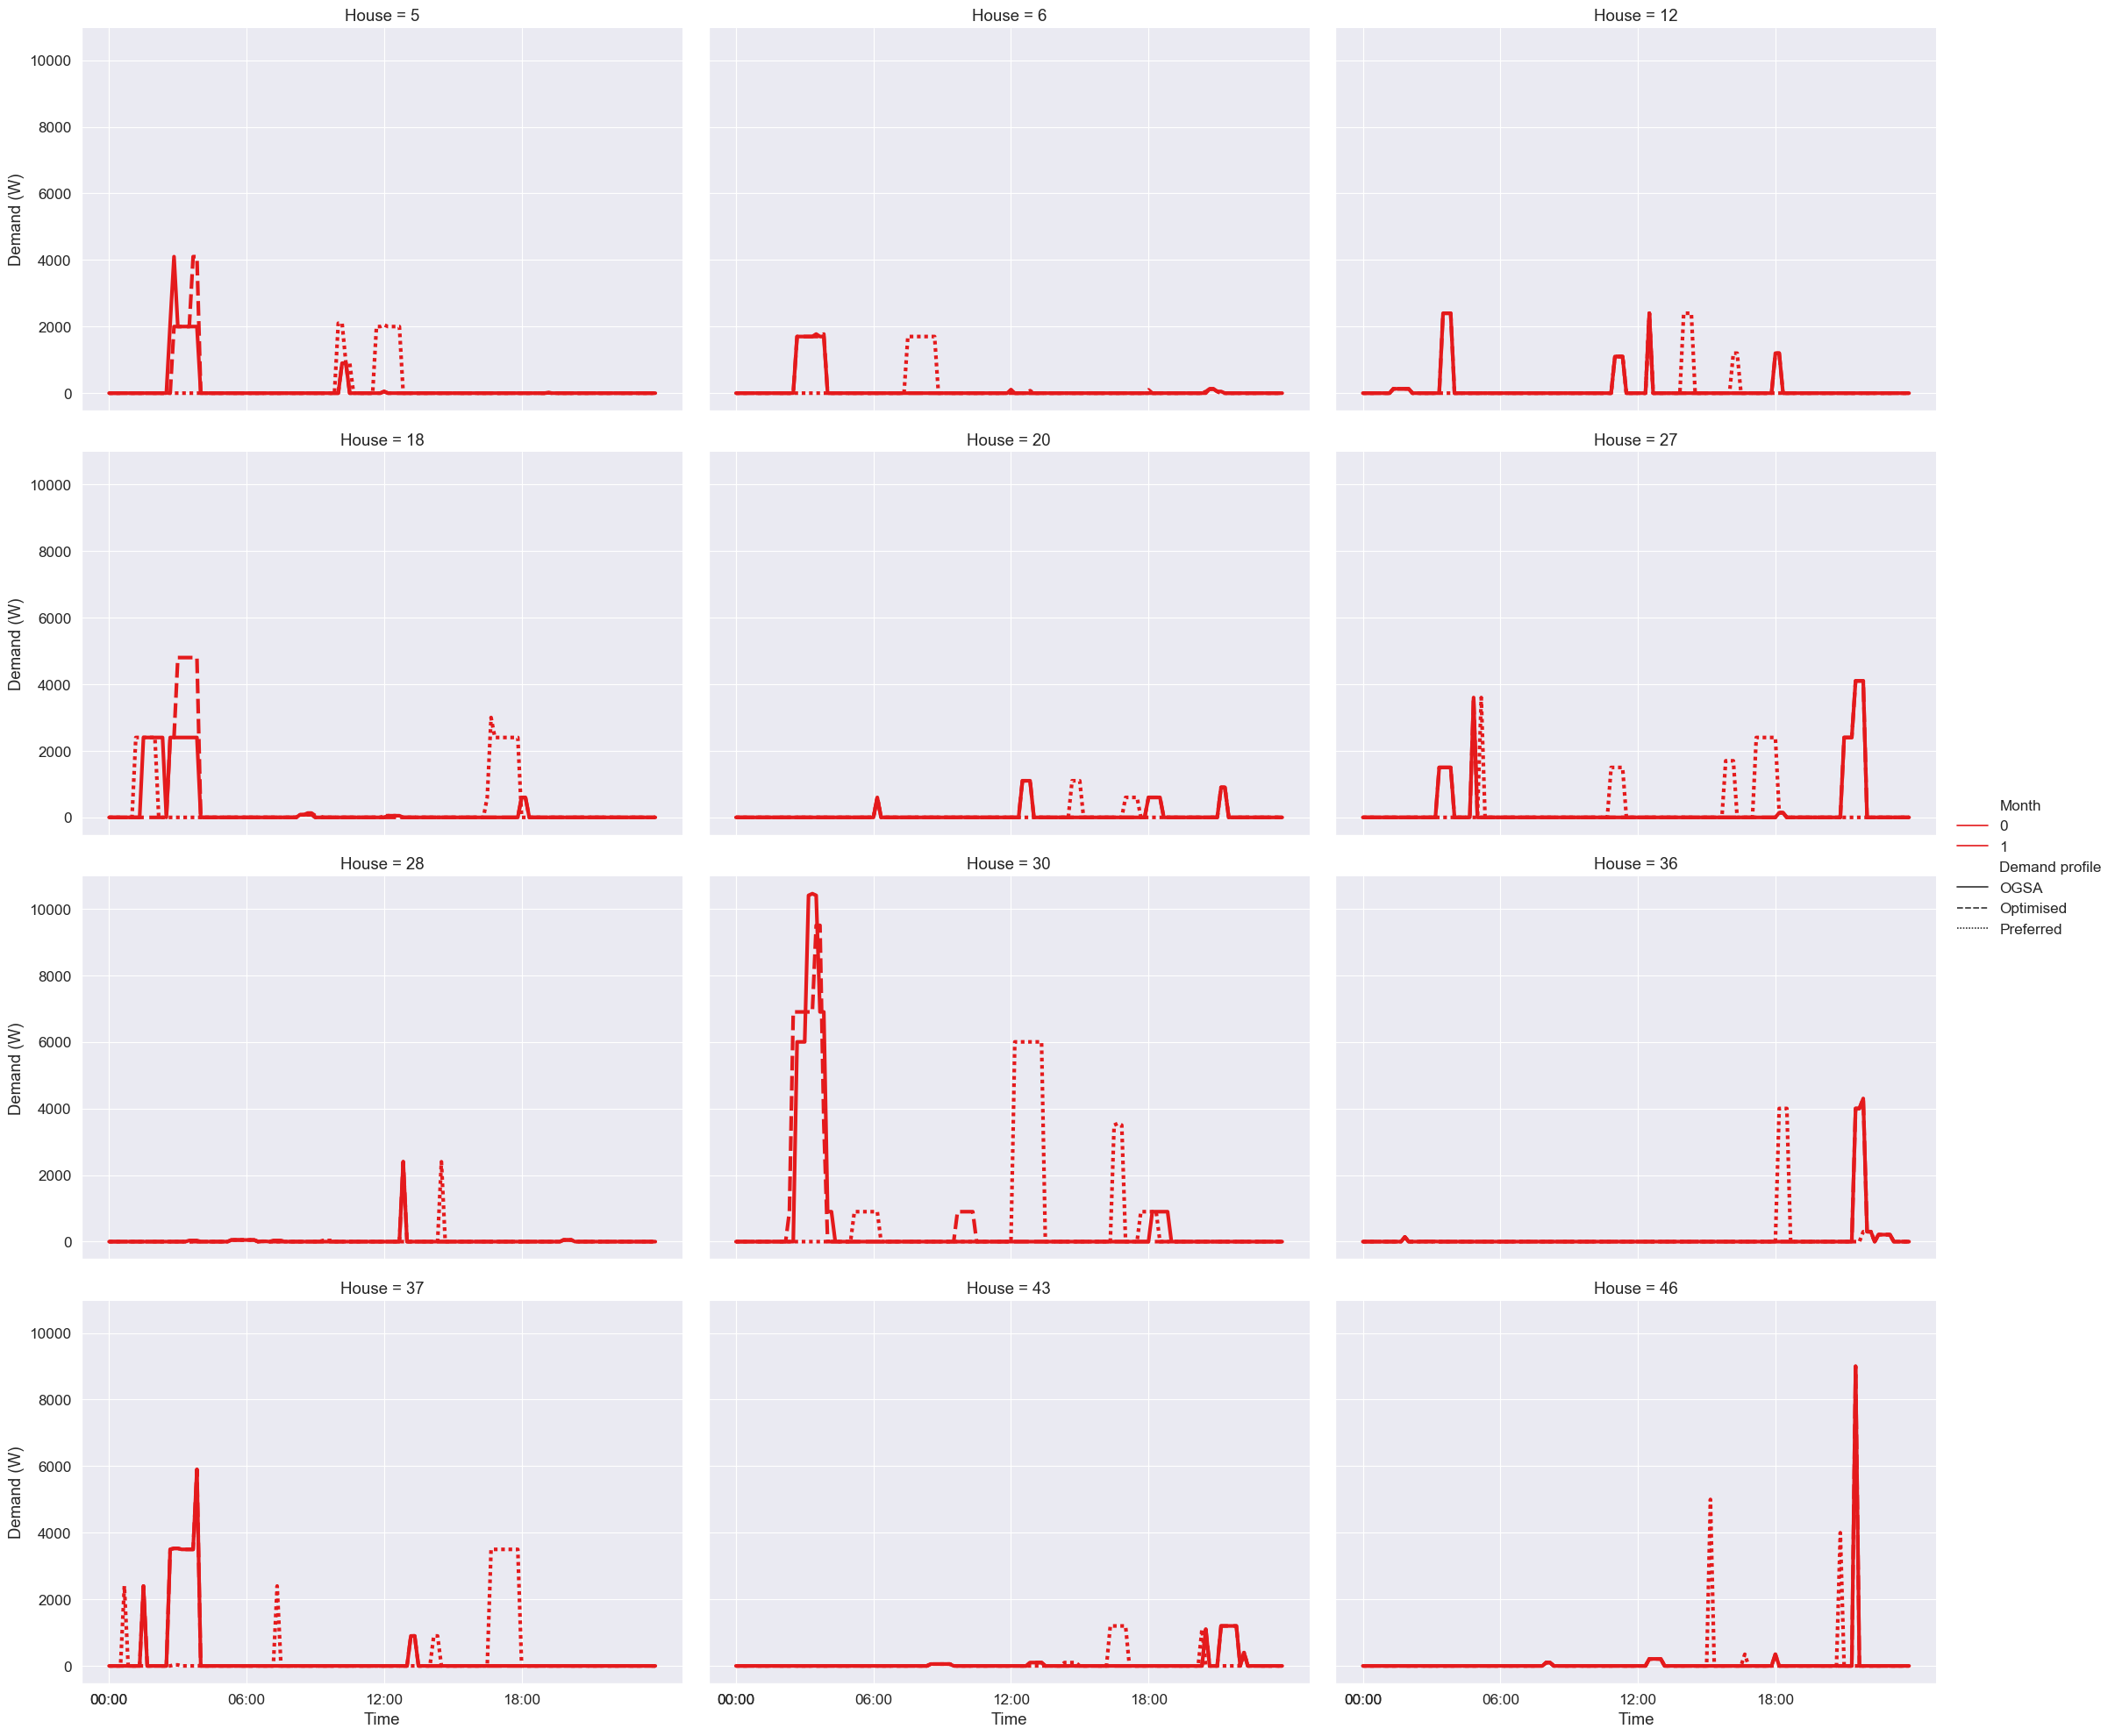 House = 5
House = 6
House = 12
10000
8000
6000
4000
2000
0
Demand (W)
House = 18
House = 20
House = 27
10000
8000
6000
4000
2000
0
Demand (W)
House = 28
House = 30
House = 36
10000
8000
6000
4000
2000
0
Demand (W)
House = 37
House = 43
House = 46
10000
8000
6000
4000
2000
0
Demand (W)
00:00 06:00 12:00 18:00
Time
00:00 06:00 12:00 18:00
Time
00:00 06:00 12:00 18:00
Time
Month
0
1
Demand profile
OGSA
Optimised
Preferred